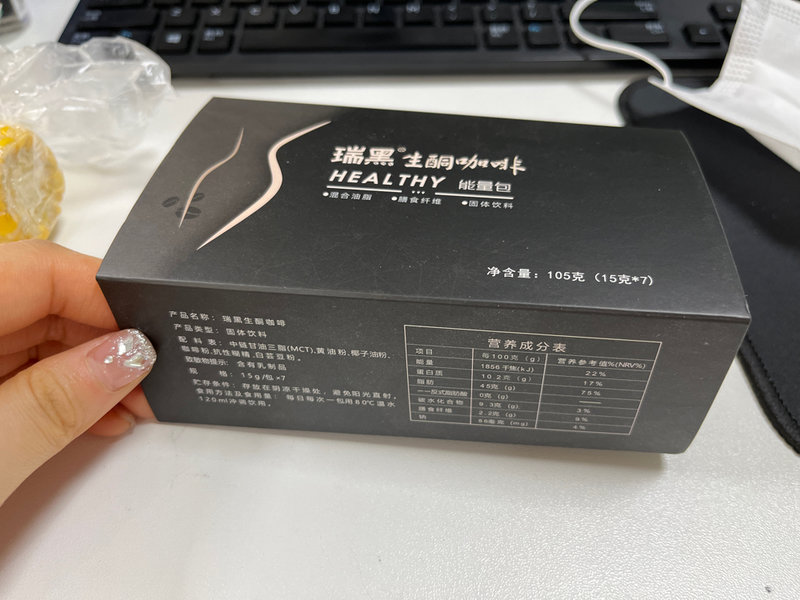 瑞黑®生酮咖啡
HEALTHY 能量包
●混合油脂 ●膳食纤维 ●固体饮料
净含量：105克（15克*7）
产品名称：瑞黑生酮咖啡
产品类型：固体饮料
配 料 表：中链甘油三酯(MCT),黄油粉,椰子油粉,
咖啡粉,抗性糊精,白芸豆粉。
致敏物提示：含有乳制品
规 格：15g/包×7
贮存条件：存放在阴凉干燥处，避免阳光直射，
食用方法及食用量：每日每次一包用80℃温水
120ml冲调饮用。
营养成分表
项目 每100克（g） 营养参考值%(NRV%)
能量 1856千焦(kJ) 22%
蛋白质 10.2克（g） 17%
脂肪 45克（g） 75%
——反式脂肪酸 0克（g） ——
碳水化合物 9.3克（g） 3%
膳食纤维 2.2克（g） 9%
钠 86毫克（mg） 4%